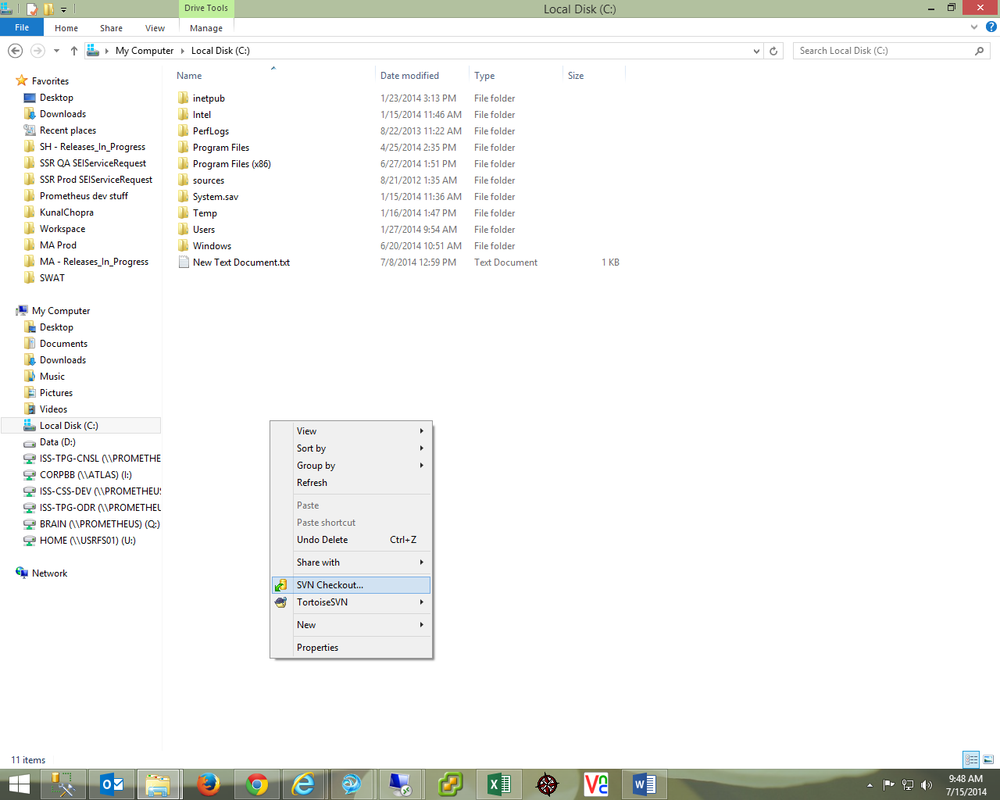 Drive Tools
Local Disk (C:)
File Home Share View Manage
My Computer Local Disk (C:)
Search Local Disk (C:)
Name Date modified Type Size
inetpub 1/23/2014 3:13 PM File folder
Intel 1/15/2014 11:46 AM File folder
PerfLogs 8/22/2013 11:22 AM File folder
Program Files 4/25/2014 2:35 PM File folder
Program Files (x86) 6/27/2014 1:51 PM File folder
sources 8/21/2012 1:35 AM File folder
System.sav 1/15/2014 11:36 AM File folder
Temp 1/16/2014 1:47 PM File folder
Users 1/27/2014 9:54 AM File folder
Windows 6/20/2014 10:51 AM File folder
New Text Document.txt 7/8/2014 12:59 PM Text Document 1 KB
Favorites
Desktop
Downloads
Recent places
SH - Releases_In_Progress
SSR QA SEIServiceRequest
SSR Prod SEIServiceRequest
Prometheus dev stuff
KunalChopra
Workspace
MA Prod
MA - Releases_In_Progress
SWAT
My Computer
Desktop
Documents
Downloads
Music
Pictures
Videos
Local Disk (C:)
Data (D:)
ISS-TPG-CNSL (\\PROMETHE
CORPBB (\\ATLAS) (I:)
ISS-CSS-DEV (\\PROMETHEUS
ISS-TPG-ODR (\\PROMETHEU
BRAIN (\\PROMETHEUS) (Q:)
HOME (\\USRFS01) (U:)
Network
View
Sort by
Group by
Refresh
Paste
Paste shortcut
Undo Delete Ctrl+Z
Share with
SVN Checkout...
TortoiseSVN
New
Properties
11 items
9:48 AM
7/15/2014